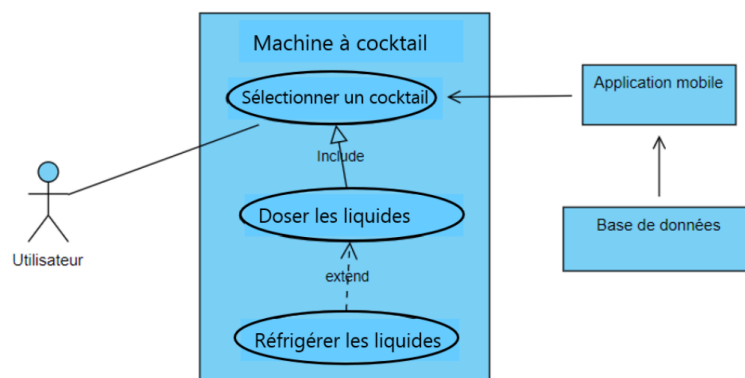 Machine à cocktail
Sélectionner un cocktail
Application mobile
Include
Doser les liquides
Base de données
Utilisateur
extend
Réfrigérer les liquides